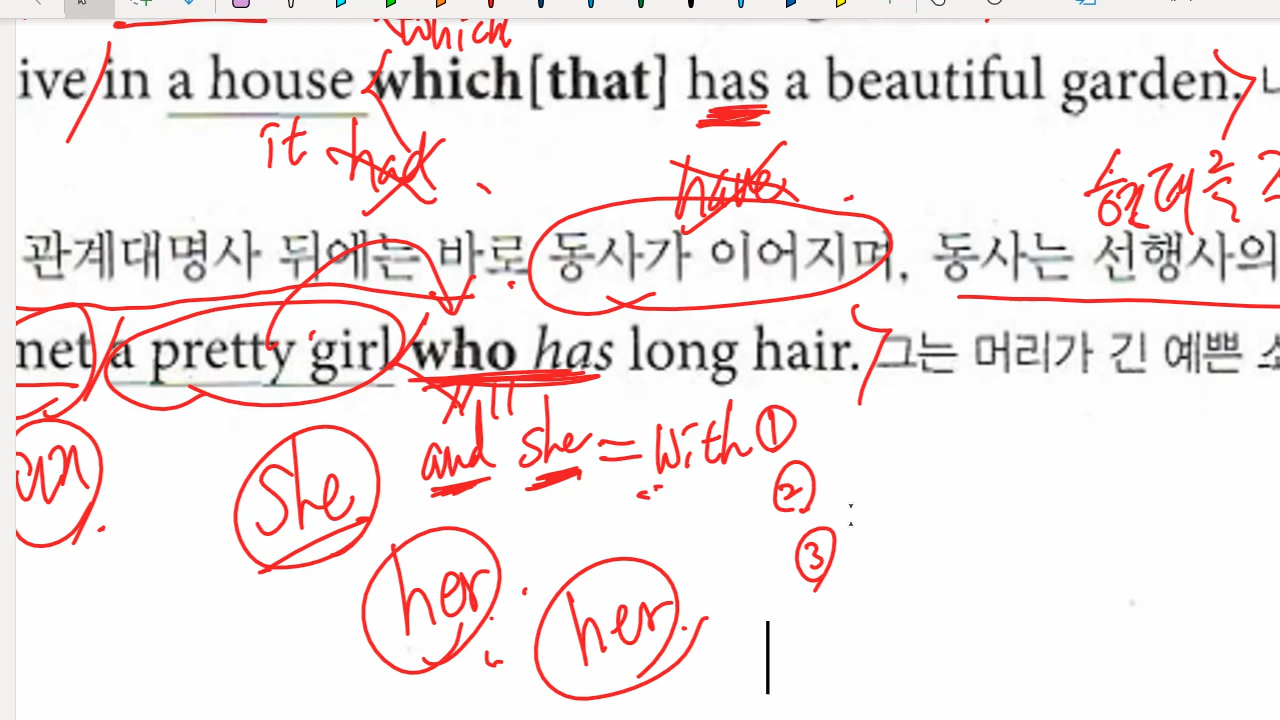 which
ive in a house which[that] has a beautiful garden.
it had have
관계대명사 뒤에는 바로 동사가 이어지며, 동사는 선행사의
met a pretty girl who has long hair. 그는 머리가 긴 예쁜 소
and she = with ①
she ②
③
her her